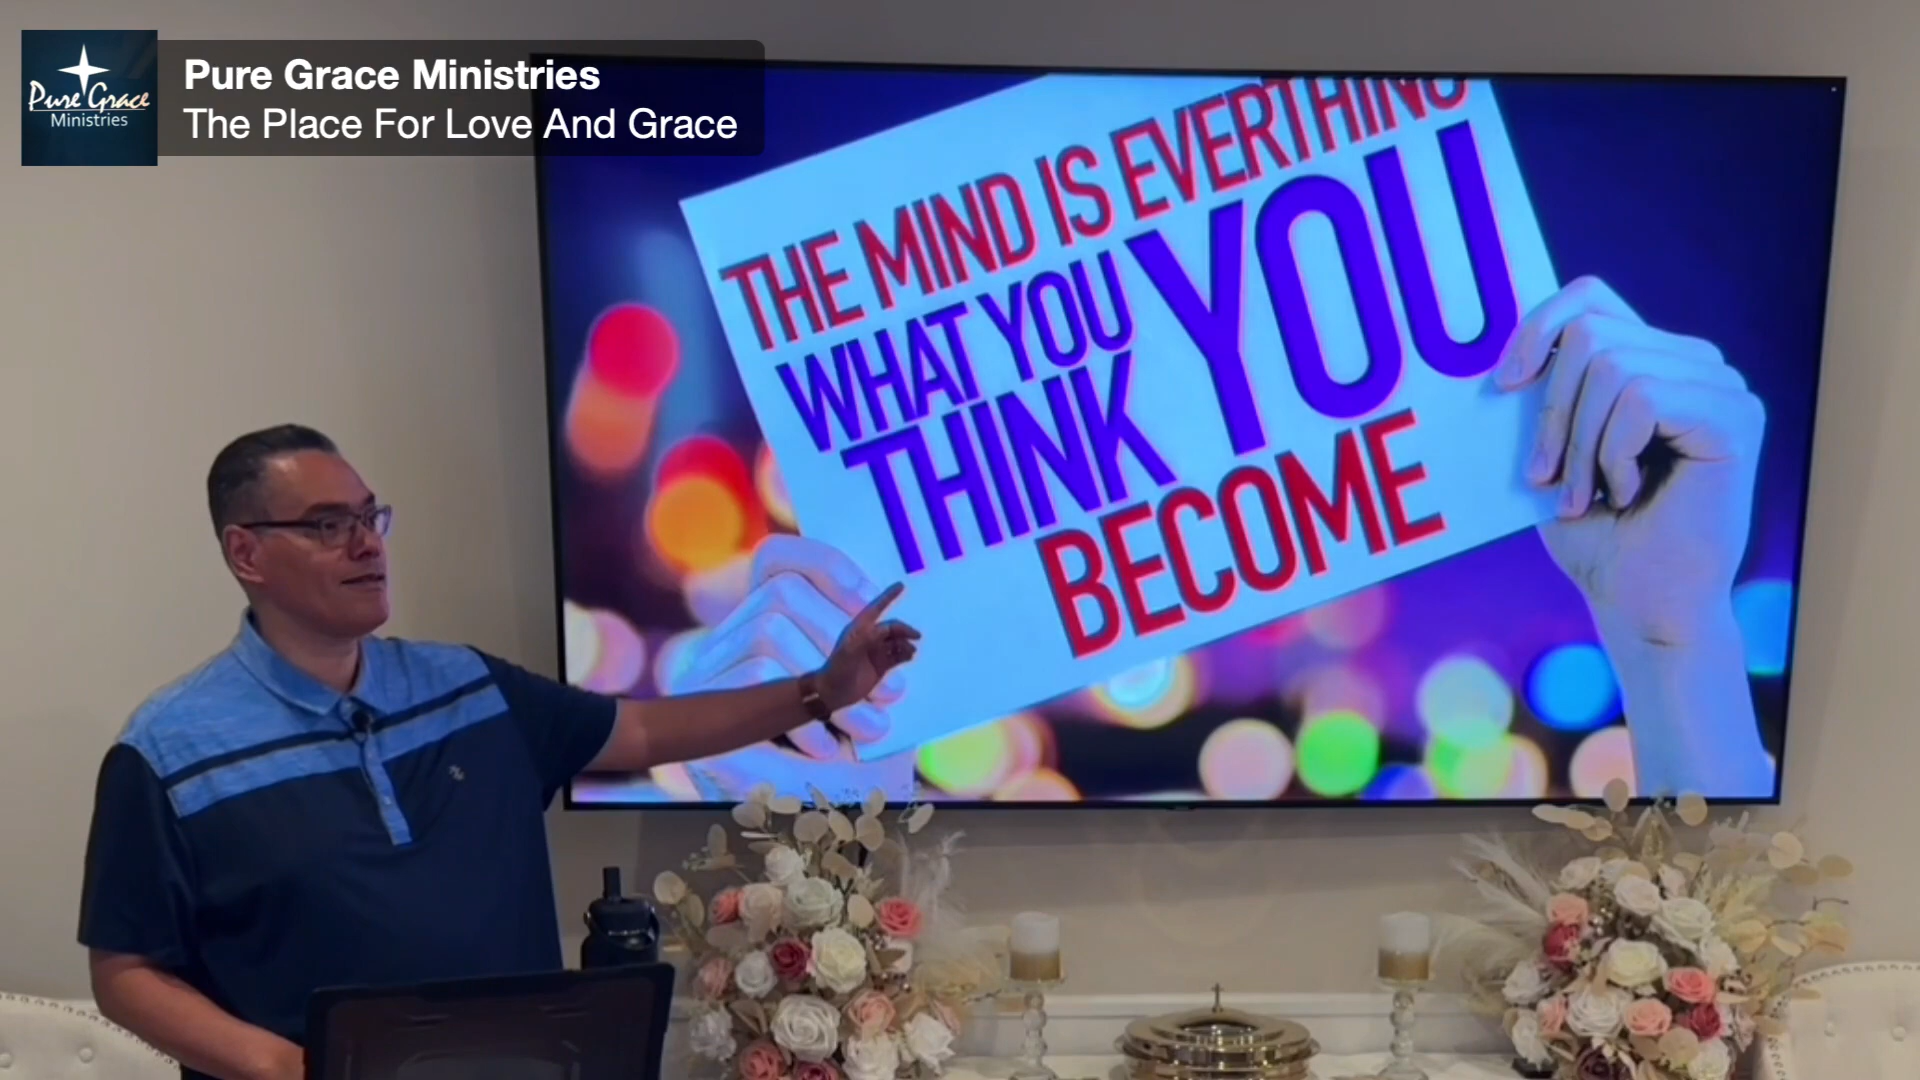 Pure Grace
Ministries
Pure Grace Ministries
The Place For Love And Grace
THE MIND IS EVERYTHING
WHAT YOU
THINK YOU
BECOME